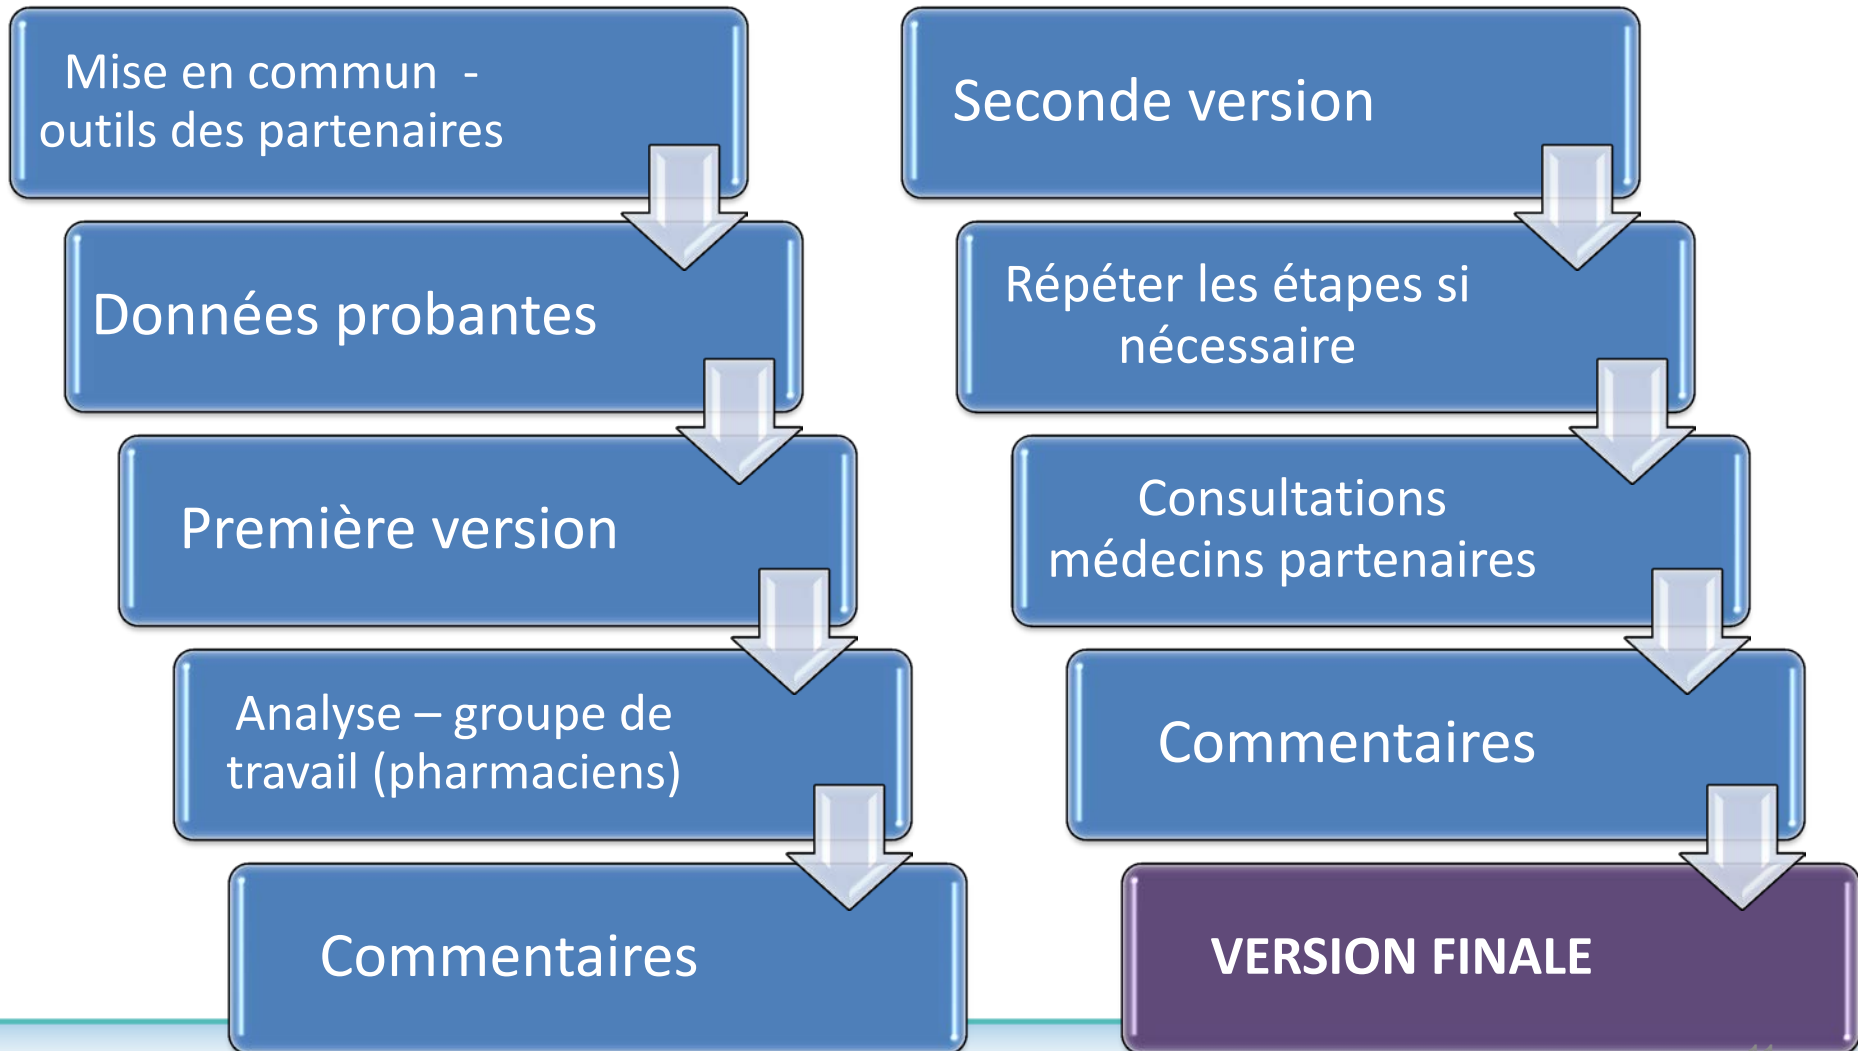 Mise en commun -
outils des partenaires
Données probantes
Première version
Analyse – groupe de
travail (pharmaciens)
Commentaires
Seconde version
Répéter les étapes si
nécessaire
Consultations
médecins partenaires
Commentaires
VERSION FINALE